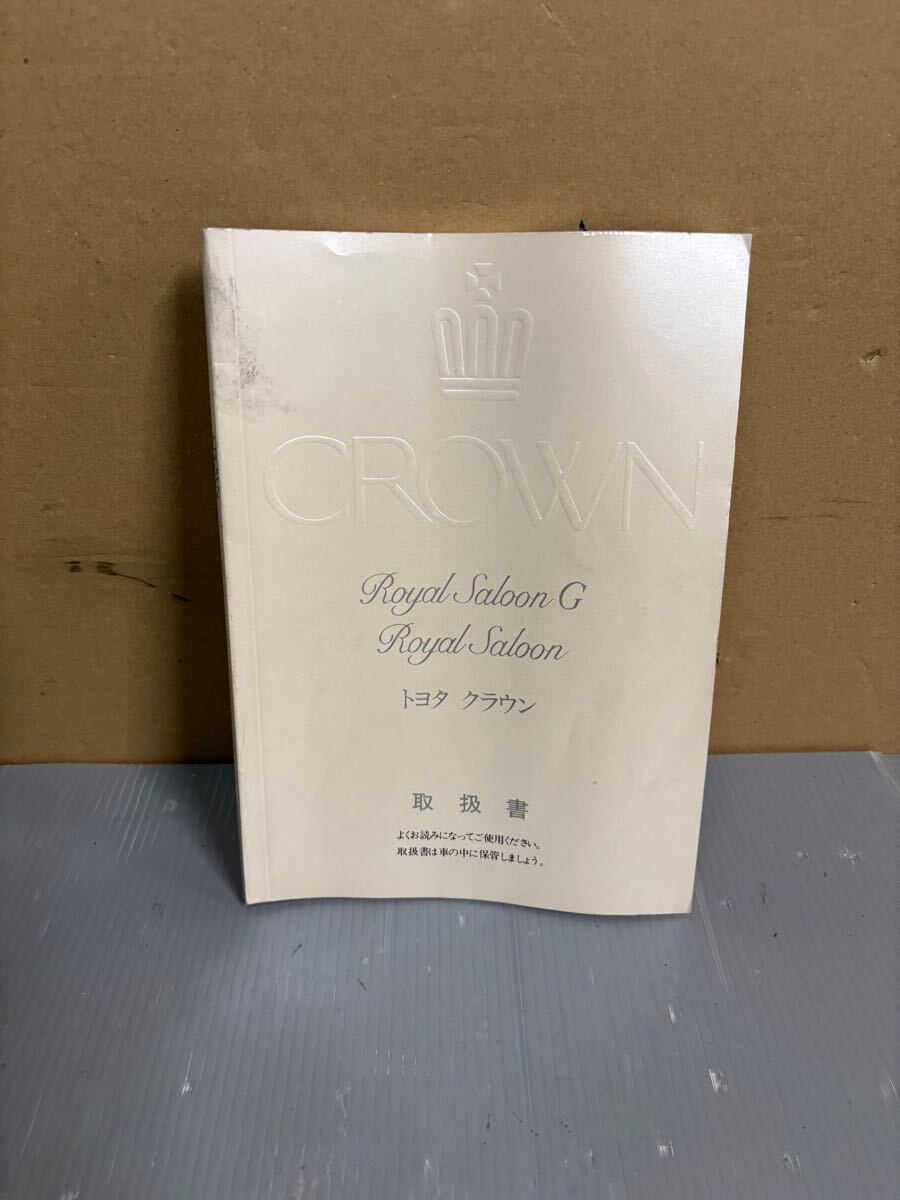 CROWN
Royal Saloon G
Royal Saloon
トヨタ クラウン
取扱書
よくお読みになってご使用ください。
取扱書は車の中に保管しましょう。